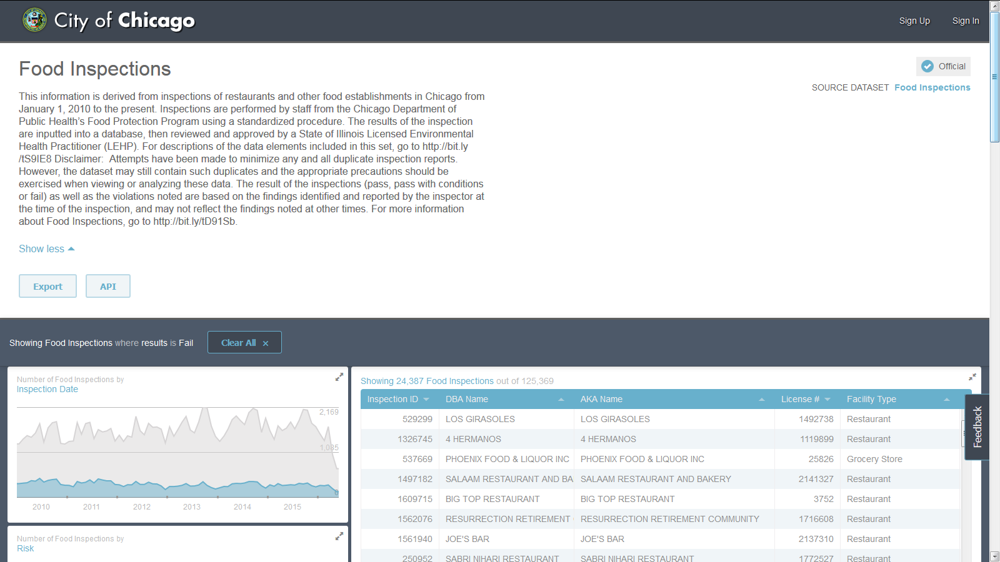 City of Chicago
Sign Up
Sign In
Food Inspections
Official
SOURCE DATASET Food Inspections
This information is derived from inspections of restaurants and other food establishments in Chicago from
January 1, 2010 to the present. Inspections are performed by staff from the Chicago Department of
Public Health’s Food Protection Program using a standardized procedure. The results of the inspection
are inputted into a database, then reviewed and approved by a State of Illinois Licensed Environmental
Health Practitioner (LEHP). For descriptions of the data elements included in this set, go to http://bit.ly
/tS9IE8 Disclaimer:  Attempts have been made to minimize any and all duplicate inspection reports.
However, the dataset may still contain such duplicates and the appropriate precautions should be
exercised when viewing or analyzing these data. The result of the inspections (pass, pass with conditions
or fail) as well as the violations noted are based on the findings identified and reported by the inspector at
the time of the inspection, and may not reflect the findings noted at other times. For more information
about Food Inspections, go to http://bit.ly/tD91Sb.
Show less
Export
API
Showing Food Inspections where results is Fail
Clear All ×
Number of Food Inspections by
Inspection Date
2,169
1,085
0
2010 2011 2012 2013 2014 2015
Number of Food Inspections by
Risk
Showing 24,387 Food Inspections out of 125,369
Inspection ID DBA Name AKA Name License # Facility Type
529299 LOS GIRASOLES LOS GIRASOLES 1492738 Restaurant
1326745 4 HERMANOS 4 HERMANOS 1119899 Restaurant
537669 PHOENIX FOOD & LIQUOR INC PHOENIX FOOD & LIQUOR INC 25826 Grocery Store
1497182 SALAAM RESTAURANT AND BA SALAAM RESTAURANT AND BAKERY 2141327 Restaurant
1609715 BIG TOP RESTAURANT BIG TOP RESTAURANT 3752 Restaurant
1562076 RESURRECTION RETIREMENT RESURRECTION RETIREMENT COMMUNITY 1716608 Restaurant
1561940 JOE'S BAR JOE'S BAR 2137310 Restaurant
250952 SABRI NIHARI RESTAURANT SABRI NIHARI RESTAURANT 1772527 Restaurant
Feedback